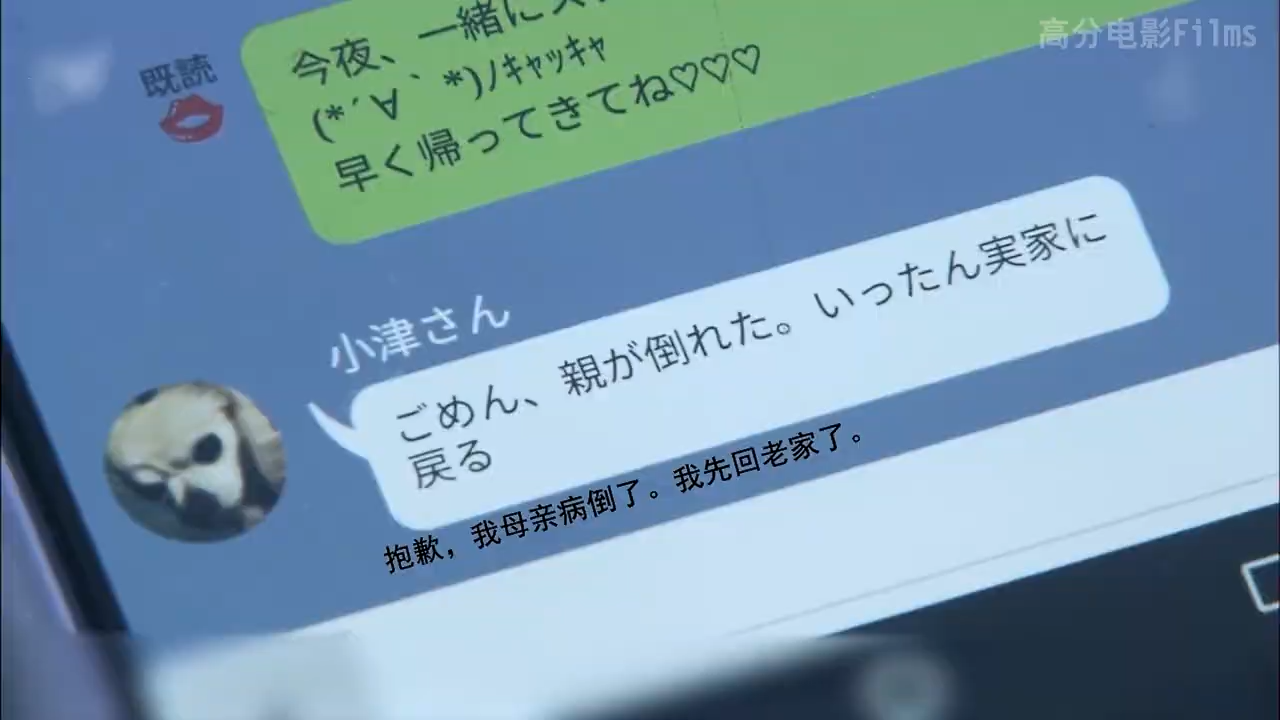 高分电影Films
今夜、一緒に
既読
(*´∀｀*)ﾉｷｬｯｷｬ
早く帰ってきてね♡♡♡
小津さん
ごめん、親が倒れた。いったん実家に
戻る
抱歉，我母亲病倒了。我先回老家了。